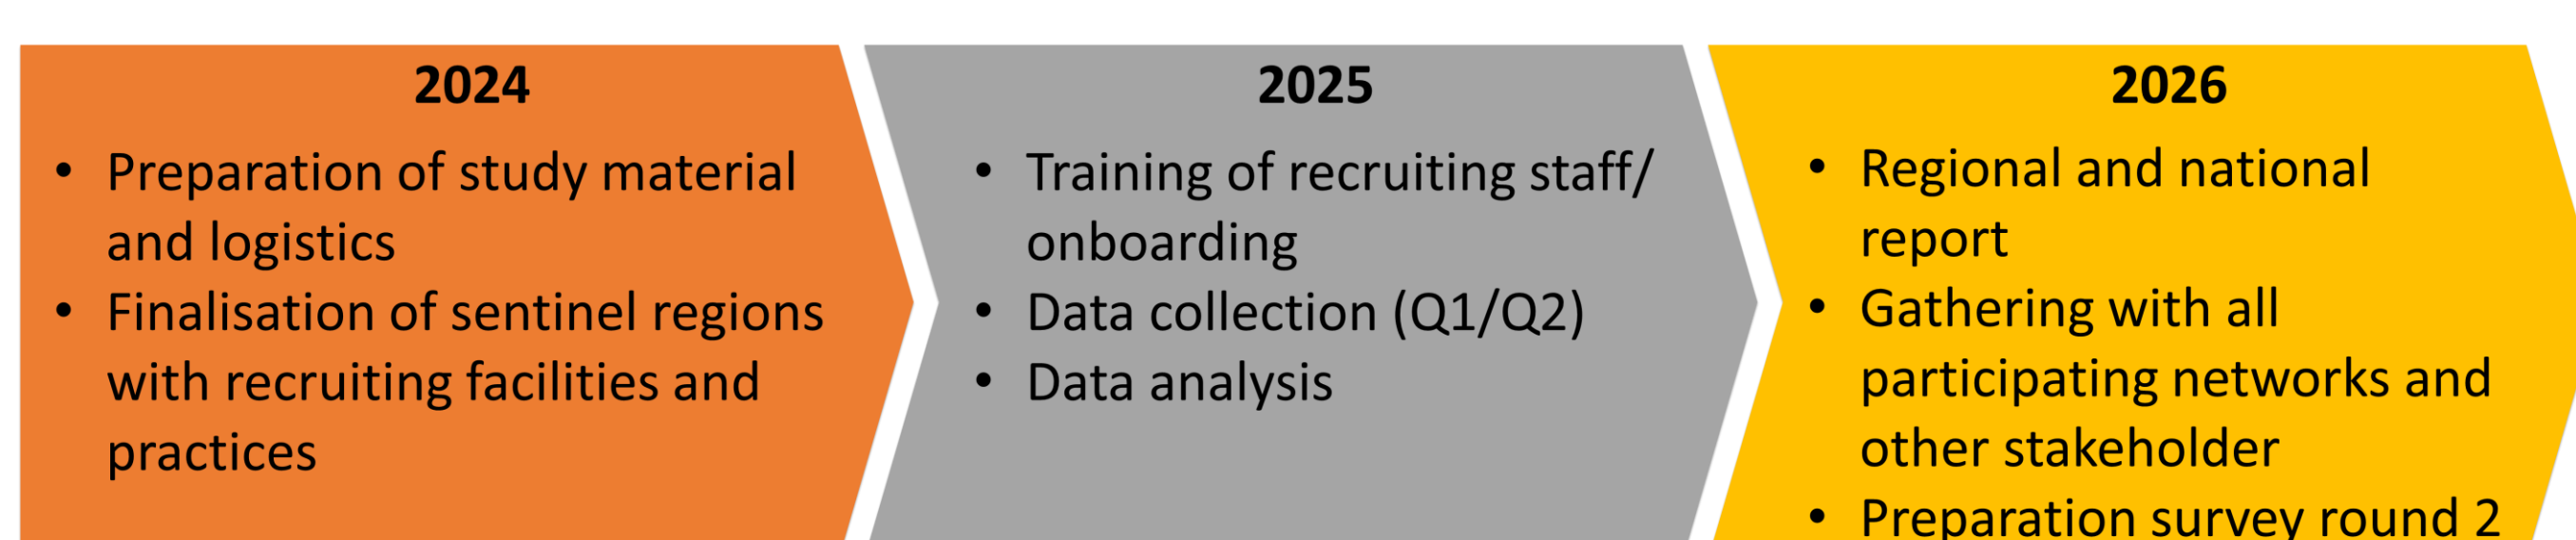 2024
• Preparation of study material
and logistics
• Finalisation of sentinel regions
with recruiting facilities and
practices
2025
• Training of recruiting staff/
onboarding
• Data collection (Q1/Q2)
• Data analysis
2026
• Regional and national
report
• Gathering with all
participating networks and
other stakeholder
• Preparation survey round 2